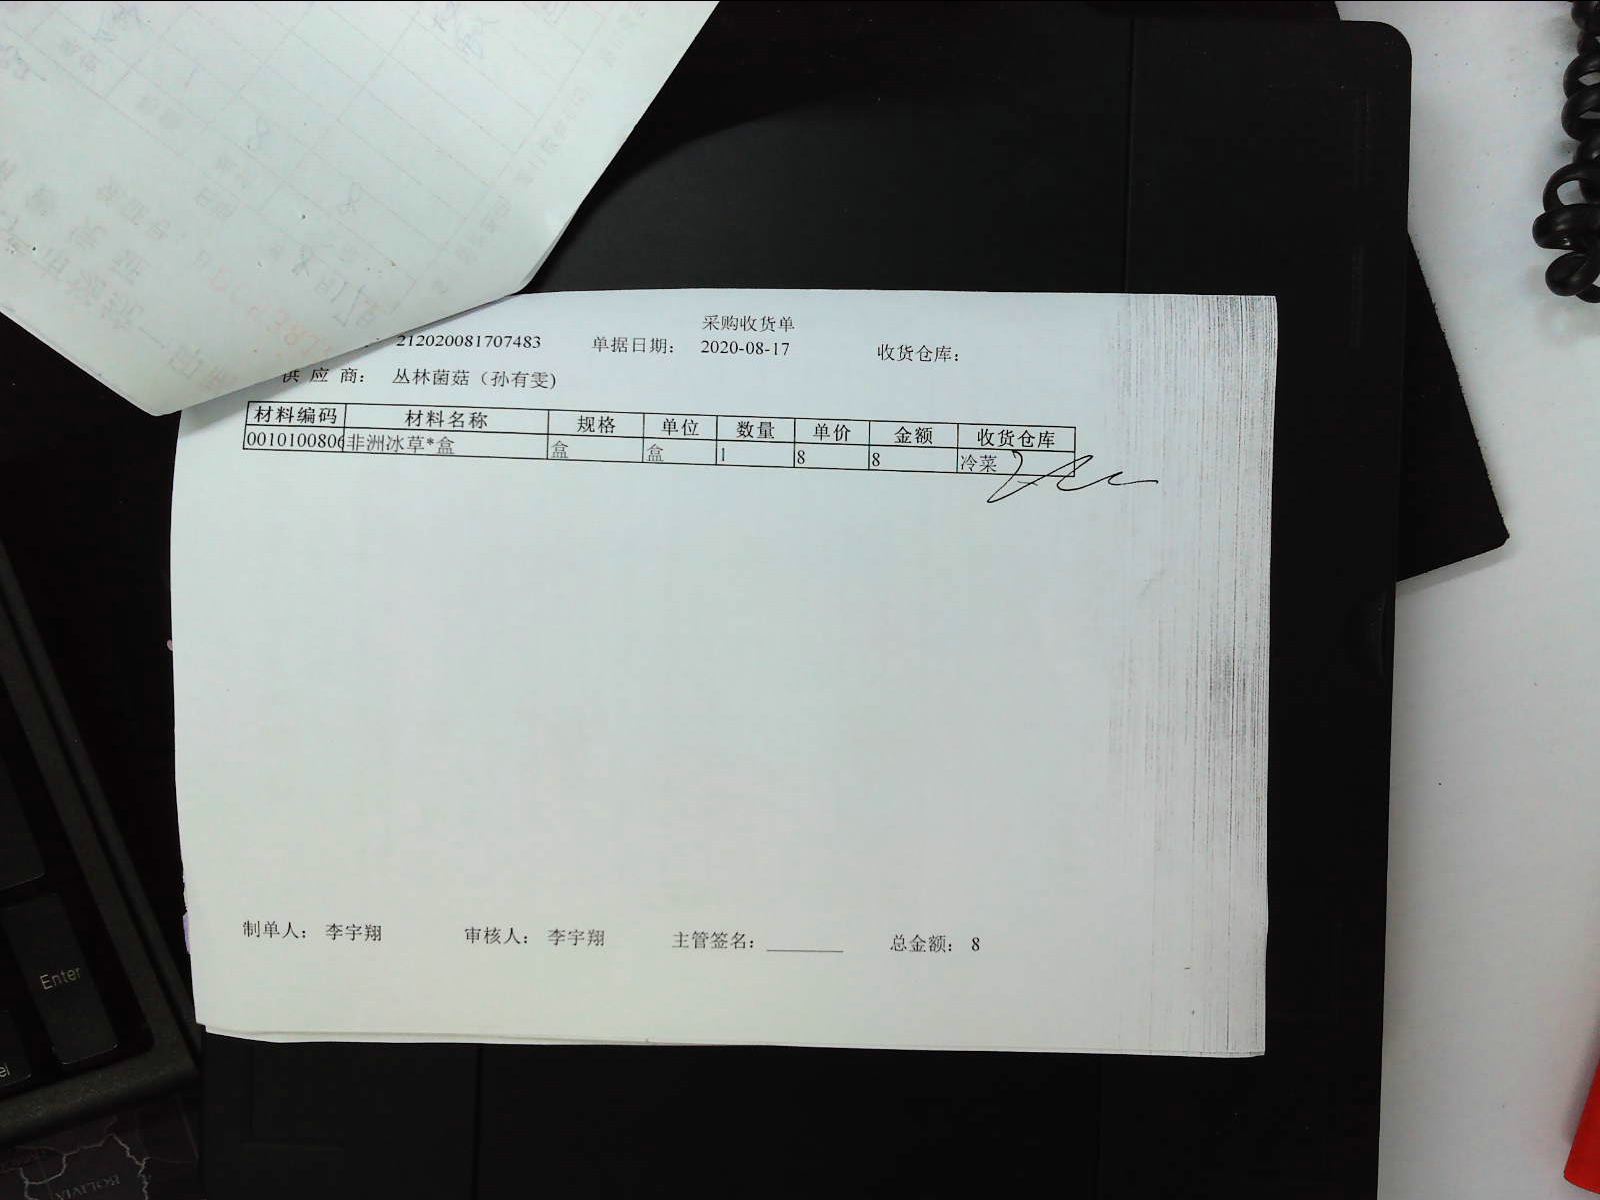 采购收货单
212020081707483 单据日期： 2020-08-17 收货仓库：
供 应 商： 丛林菌菇（孙有雯)
材料编码 材料名称 规格 单位 数量 单价 金额 收货仓库
0010100806 非洲冰草*盒 盒 盒 1 8 8 冷菜
制单人： 李宇翔 审核人： 李宇翔 主管签名： 总金额： 8
Enter
BOLIVIA